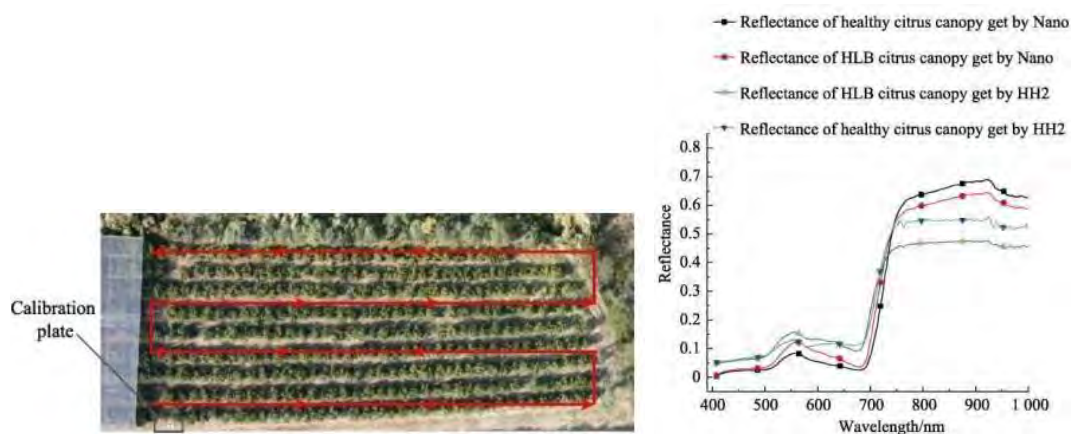 Calibration
plate
Reflectance of healthy citrus canopy get by Nano
Reflectance of HLB citrus canopy get by Nano
Reflectance of HLB citrus canopy get by HH2
Reflectance of healthy citrus canopy get by HH2
0.8
0.7
0.6
0.5
0.4
0.3
0.2
0.1
0
Reflectance
400 500 600 700 800 900 1 000
Wavelength/nm